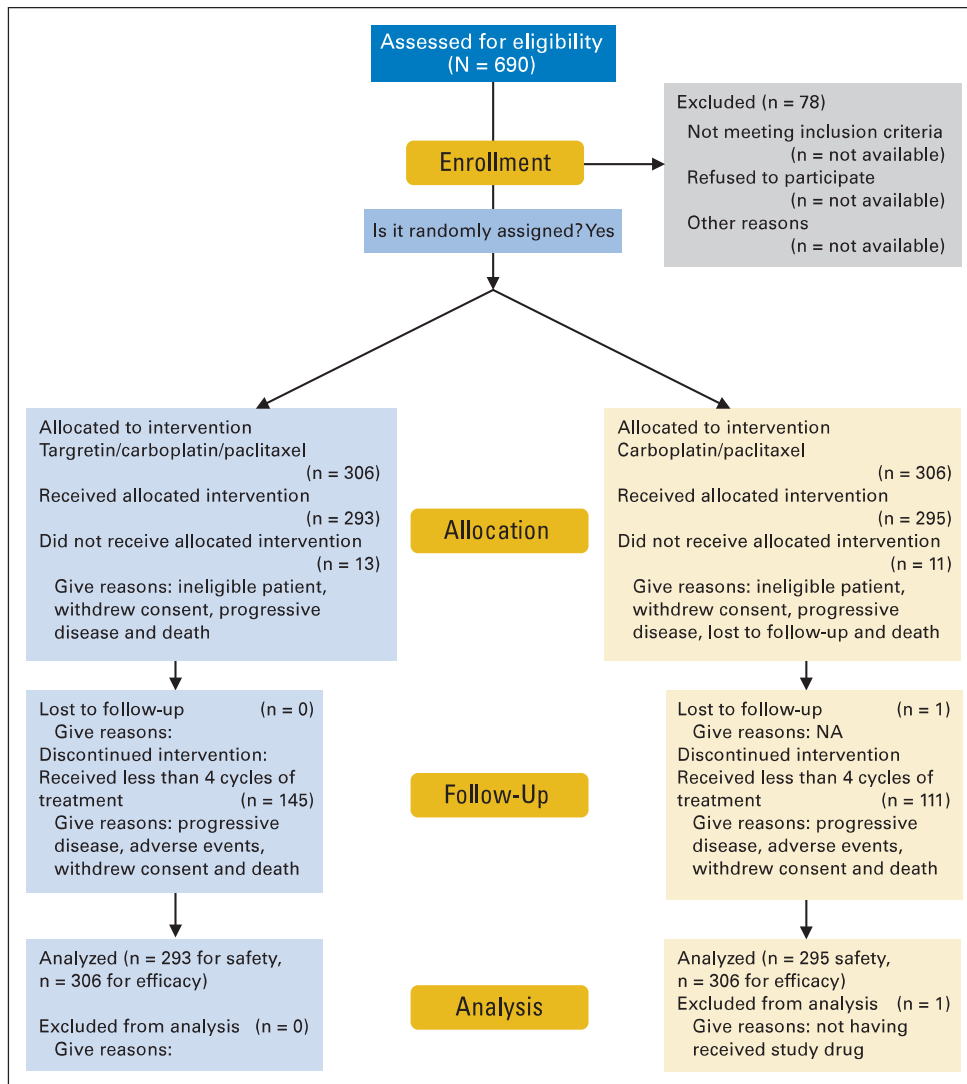 Assessed for eligibility
(N = 690)
Excluded (n = 78)
Not meeting inclusion criteria
(n = not available)
Refused to participate
(n = not available)
Other reasons
(n = not available)
Enrollment
Is it randomly assigned? Yes
Allocated to intervention
Targretin/carboplatin/paclitaxel
(n = 306)
Received allocated intervention
(n = 293)
Did not receive allocated intervention
(n = 13)
Give reasons: ineligible patient,
withdrew consent, progressive
disease and death
Allocation
Allocated to intervention
Carboplatin/paclitaxel
(n = 306)
Received allocated intervention
(n = 295)
Did not receive allocated intervention
(n = 11)
Give reasons: ineligible patient,
withdrew consent, progressive
disease, lost to follow-up and death
Lost to follow-up (n = 0)
Give reasons:
Discontinued intervention:
Received less than 4 cycles of
treatment (n = 145)
Give reasons: progressive
disease, adverse events,
withdrew consent and death
Follow-Up
Lost to follow-up (n = 1)
Give reasons: NA
Discontinued intervention
Received less than 4 cycles of
treatment (n = 111)
Give reasons: progressive
disease, adverse events,
withdrew consent and death
Analyzed (n = 293 for safety,
n = 306 for efficacy)
Excluded from analysis (n = 0)
Give reasons:
Analysis
Analyzed (n = 295 safety,
n = 306 for efficacy)
Excluded from analysis (n = 1)
Give reasons: not having
received study drug